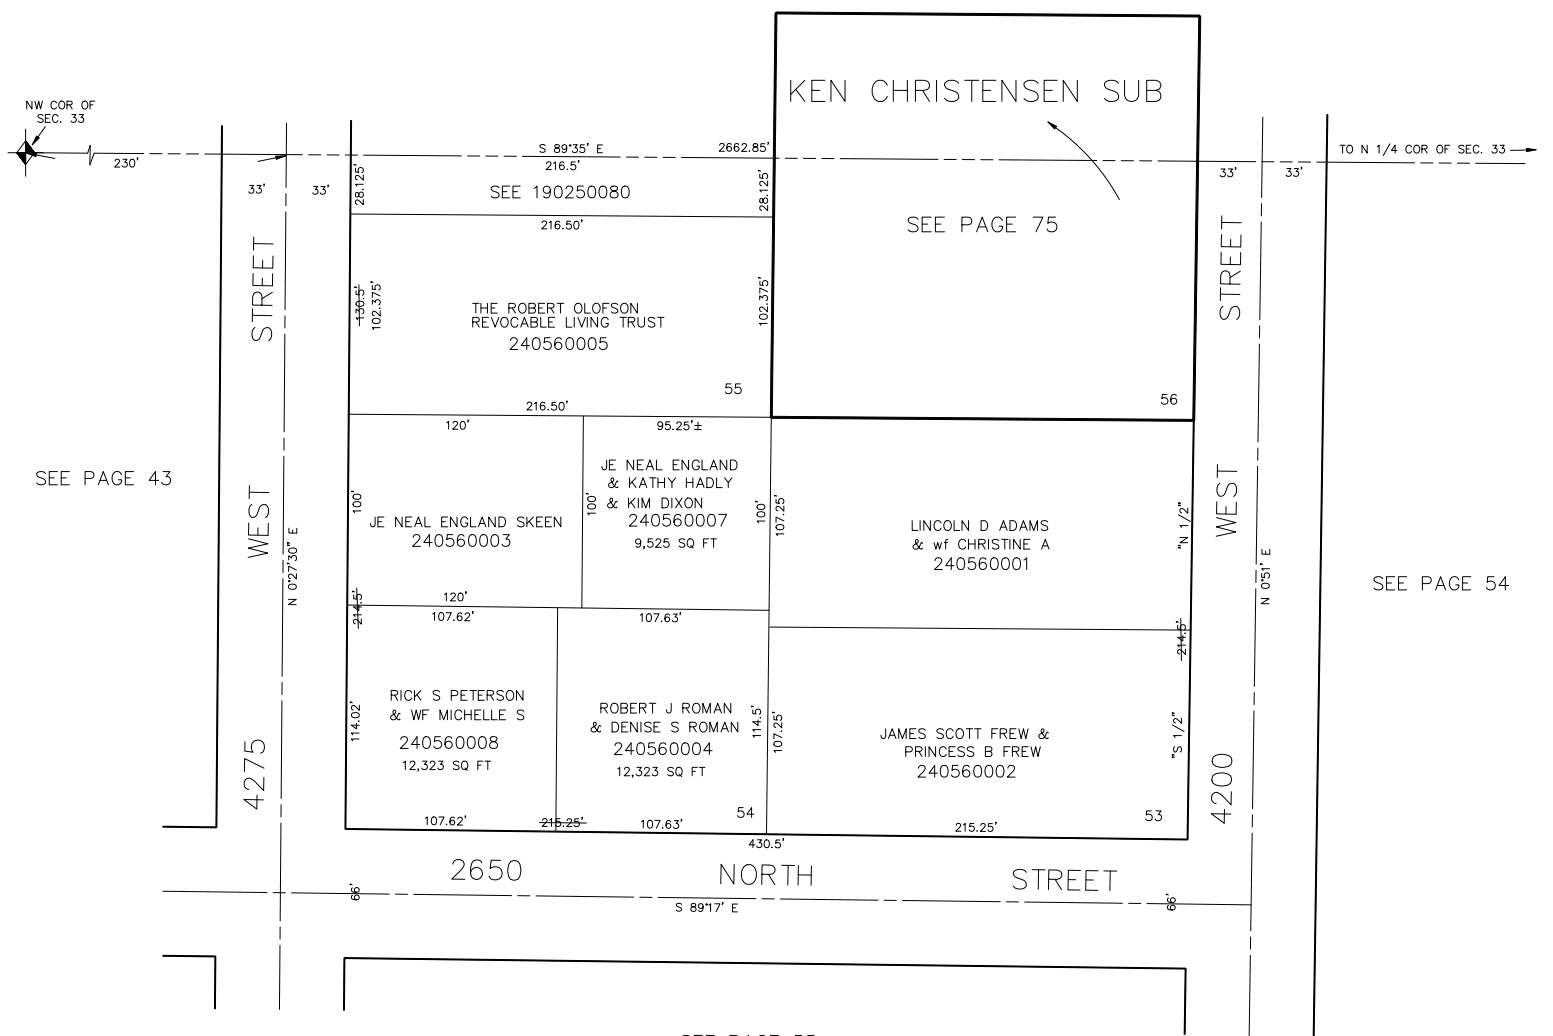 KEN CHRISTENSEN SUB
NW COR OF
SEC. 33
230'
S 89°35' E
2662.85'
216.5'
TO N 1/4 COR OF SEC. 33
33'
33'
33'
33'
28.125'
28.125'
SEE 190250080
216.50'
SEE PAGE 75
STREET
STREET
130.5'
102.375'
102.375'
THE ROBERT OLOFSON
REVOCABLE LIVING TRUST
240560005
55
56
216.50'
120'
95.25'±
SEE PAGE 43
WEST
WEST
100'
JE NEAL ENGLAND SKEEN
240560003
100'
JE NEAL ENGLAND
& KATHY HADLY
& KIM DIXON
240560007
9,525 SQ FT
100'
107.25'
LINCOLN D ADAMS
& wf CHRISTINE A
240560001
"N 1/2"
N 0°27'30" E
N 0°51' E
SEE PAGE 54
120'
214.5'
107.62'
107.63'
214.5'
RICK S PETERSON
& WF MICHELLE S
240560008
12,323 SQ FT
114.02'
ROBERT J ROMAN
& DENISE S ROMAN
240560004
12,323 SQ FT
114.5'
107.25'
JAMES SCOTT FREW &
PRINCESS B FREW
240560002
"S 1/2"
4275
4200
54
53
107.62'
215.25'
107.63'
215.25'
430.5'
2650 NORTH STREET
66'
66'
S 89°17' E